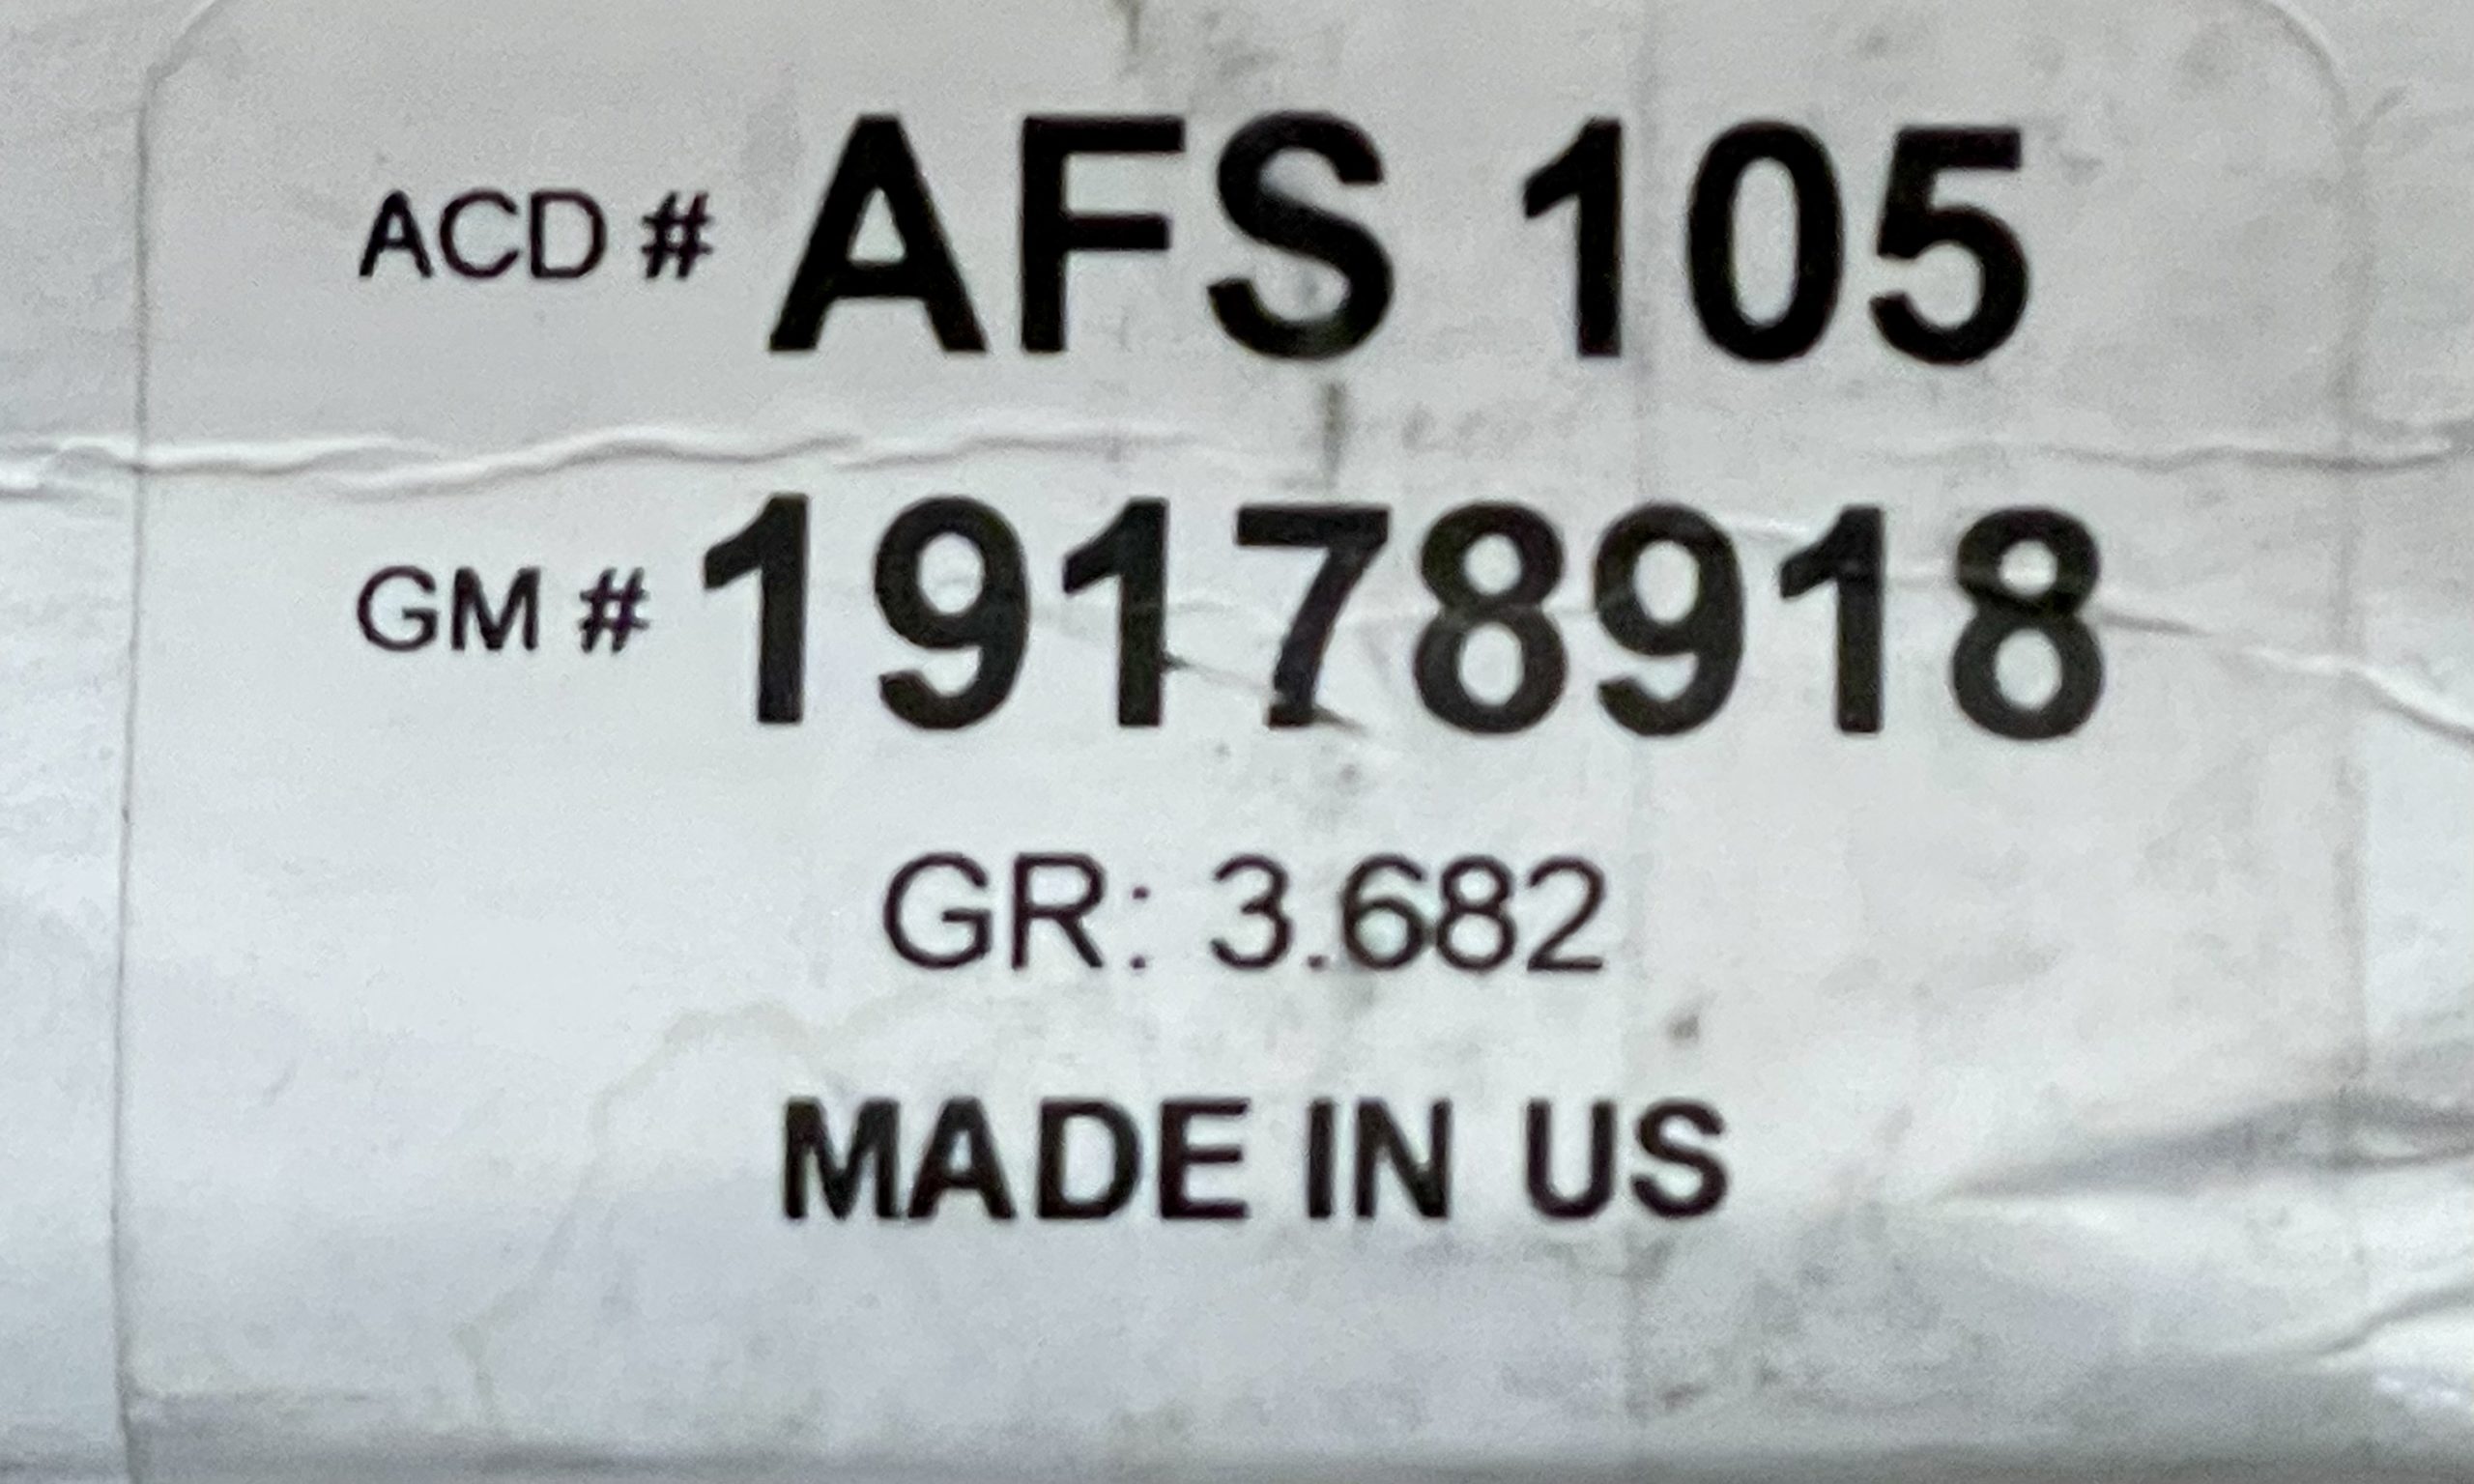 ACD # AFS 105
GM # 19178918
GR: 3.682
MADE IN US